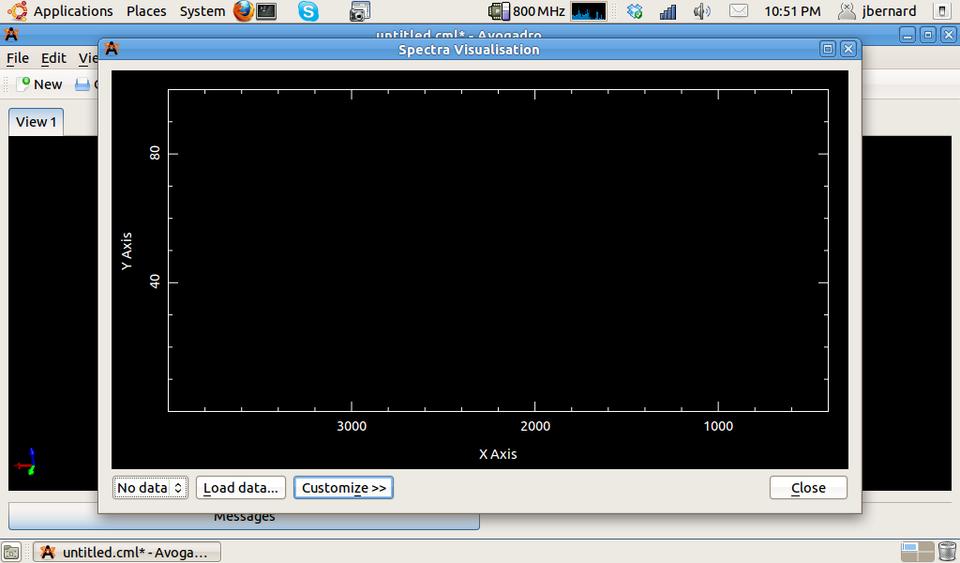 Applications Places System 800 MHz 10:51 PM jbernard
untitled.cml* - Avogadro
Spectra Visualisation
File Edit Vie
New
View 1
80
Y Axis
40
3000 2000 1000
X Axis
No data Load data... Customize >> Close
Messages
untitled.cml* - Avoga...